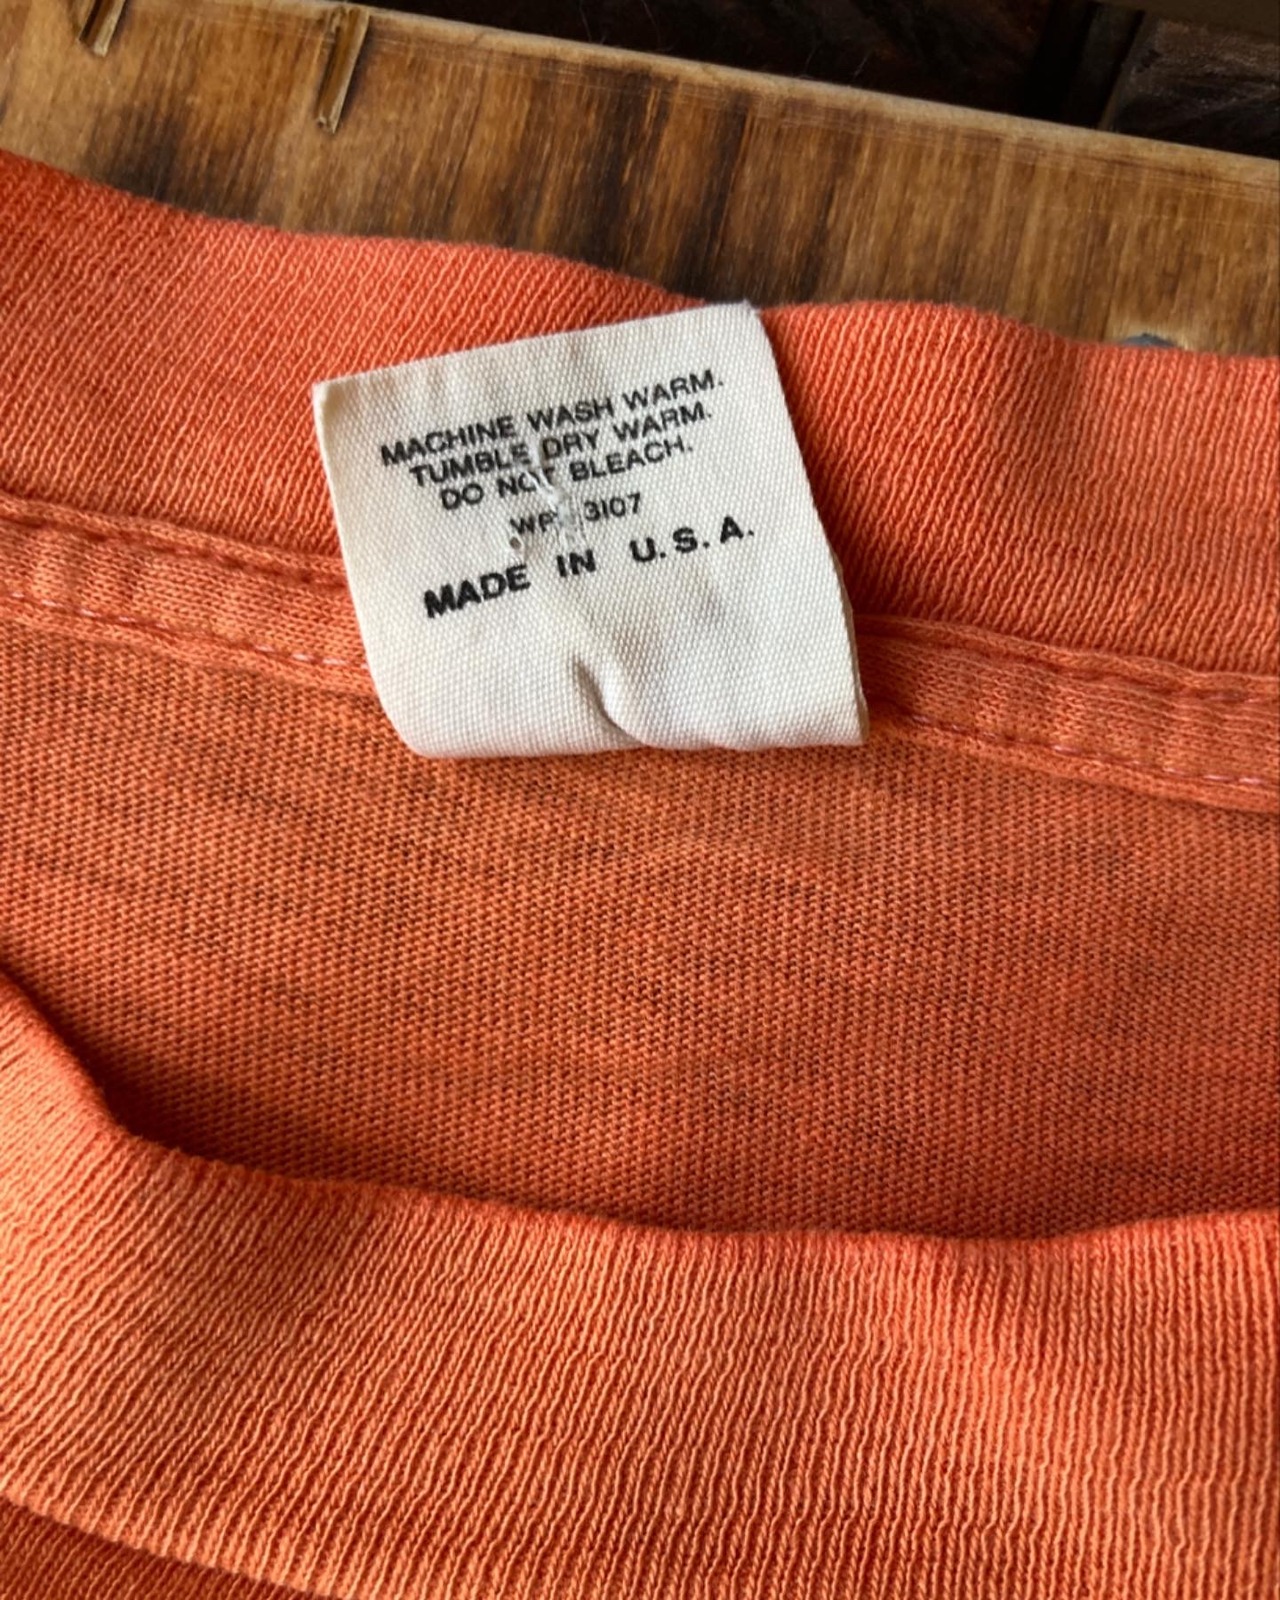 MACHINE WASH WARM.
TUMBLE DRY WARM.
DO NOT BLEACH.
3107
MADE IN U.S.A.